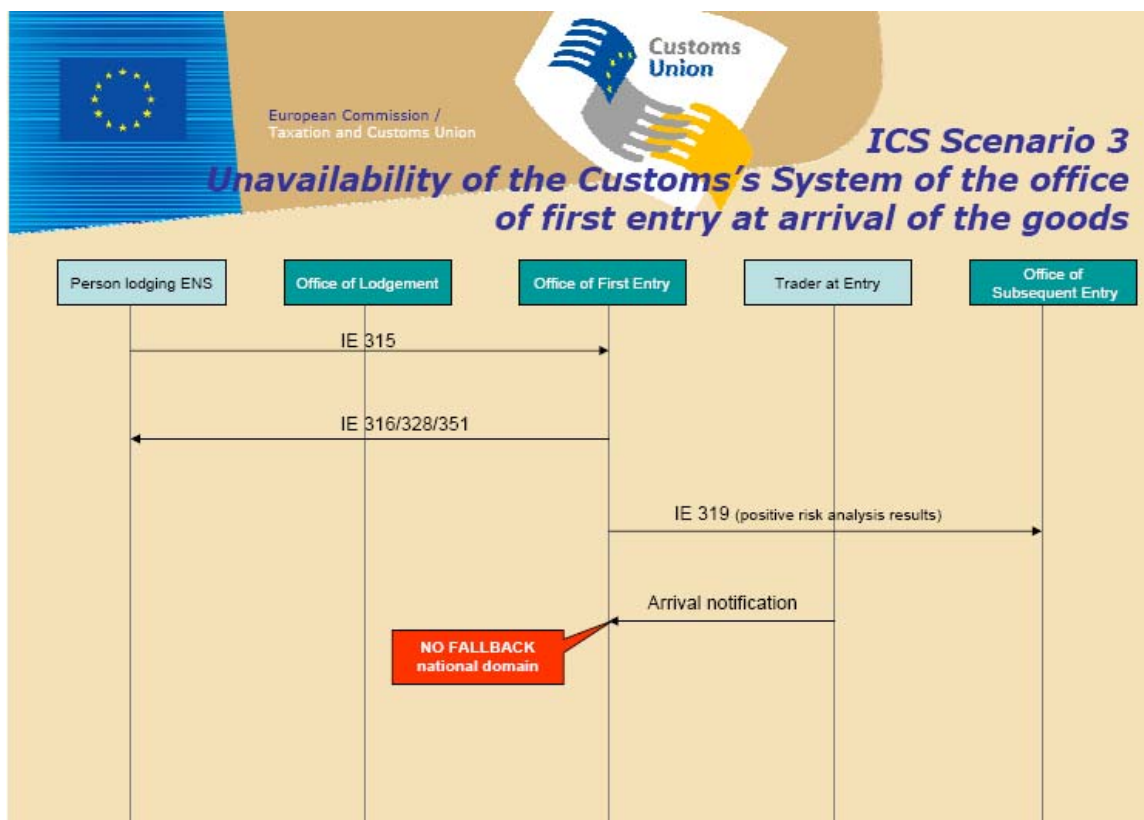 Customs
Union
European Commission /
Taxation and Customs Union
ICS Scenario 3
Unavailability of the Customs's System of the office
of first entry at arrival of the goods
Person lodging ENS
Office of Lodgement
Office of First Entry
Trader at Entry
Office of
Subsequent Entry
IE 315
IE 316/328/351
IE 319 (positive risk analysis results)
Arrival notification
NO FALLBACK
national domain